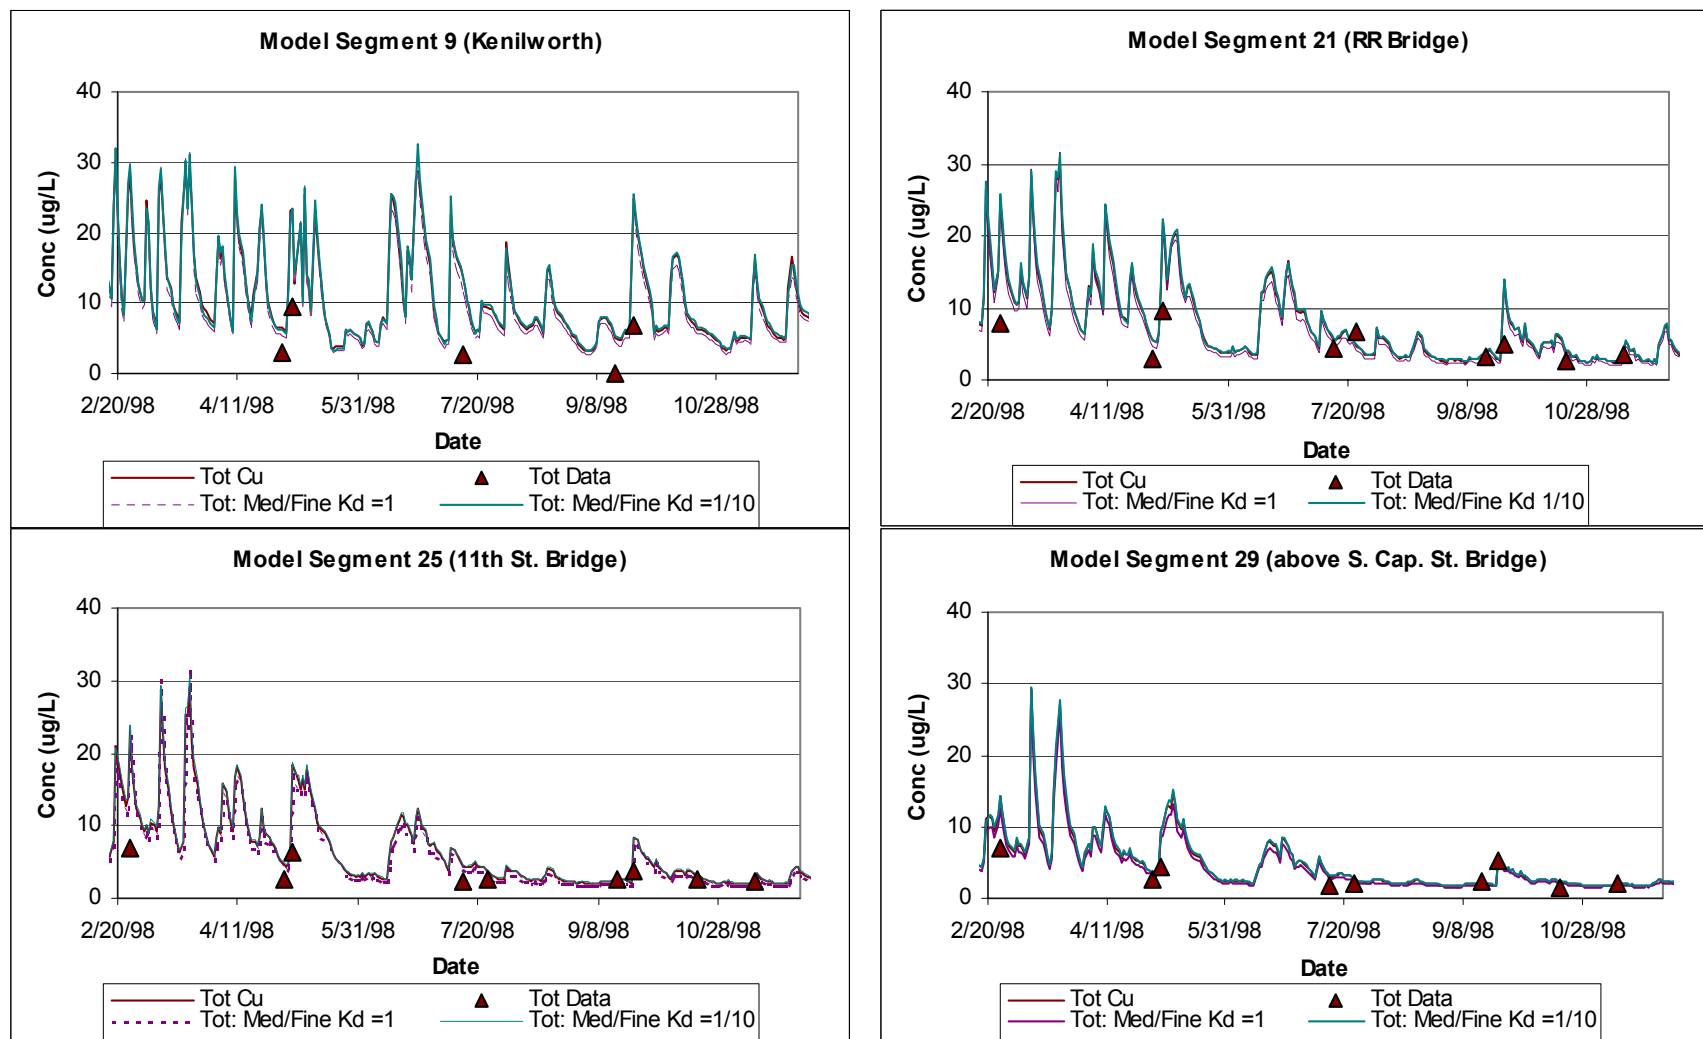 Model Segment 9 (Kenilworth)
Conc (ug/L)
40
30
20
10
0
2/20/98 4/11/98 5/31/98 7/20/98 9/8/98 10/28/98
Date
Tot Cu Tot Data
Tot: Med/Fine Kd =1 Tot: Med/Fine Kd =1/10
Model Segment 21 (RR Bridge)
Conc (ug/L)
40
30
20
10
0
2/20/98 4/11/98 5/31/98 7/20/98 9/8/98 10/28/98
Date
Tot Cu Tot Data
Tot: Med/Fine Kd =1 Tot: Med/Fine Kd 1/10
Model Segment 25 (11th St. Bridge)
Conc (ug/L)
40
30
20
10
0
2/20/98 4/11/98 5/31/98 7/20/98 9/8/98 10/28/98
Date
Tot Cu Tot Data
Tot: Med/Fine Kd =1 Tot: Med/Fine Kd =1/10
Model Segment 29 (above S. Cap. St. Bridge)
Conc (ug/L)
40
30
20
10
0
2/20/98 4/11/98 5/31/98 7/20/98 9/8/98 10/28/98
Date
Tot Cu Tot Data
Tot: Med/Fine Kd =1 Tot: Med/Fine Kd =1/10